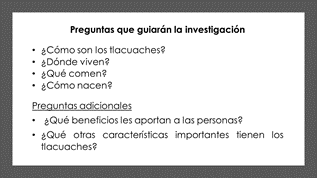 Preguntas que guiarán la investigación
• ¿Cómo son los tlacuaches?
• ¿Dónde viven?
• ¿Qué comen?
• ¿Cómo nacen?
Preguntas adicionales
• ¿Qué beneficios les aportan a las personas?
• ¿Qué otras características importantes tienen los
tlacuaches?